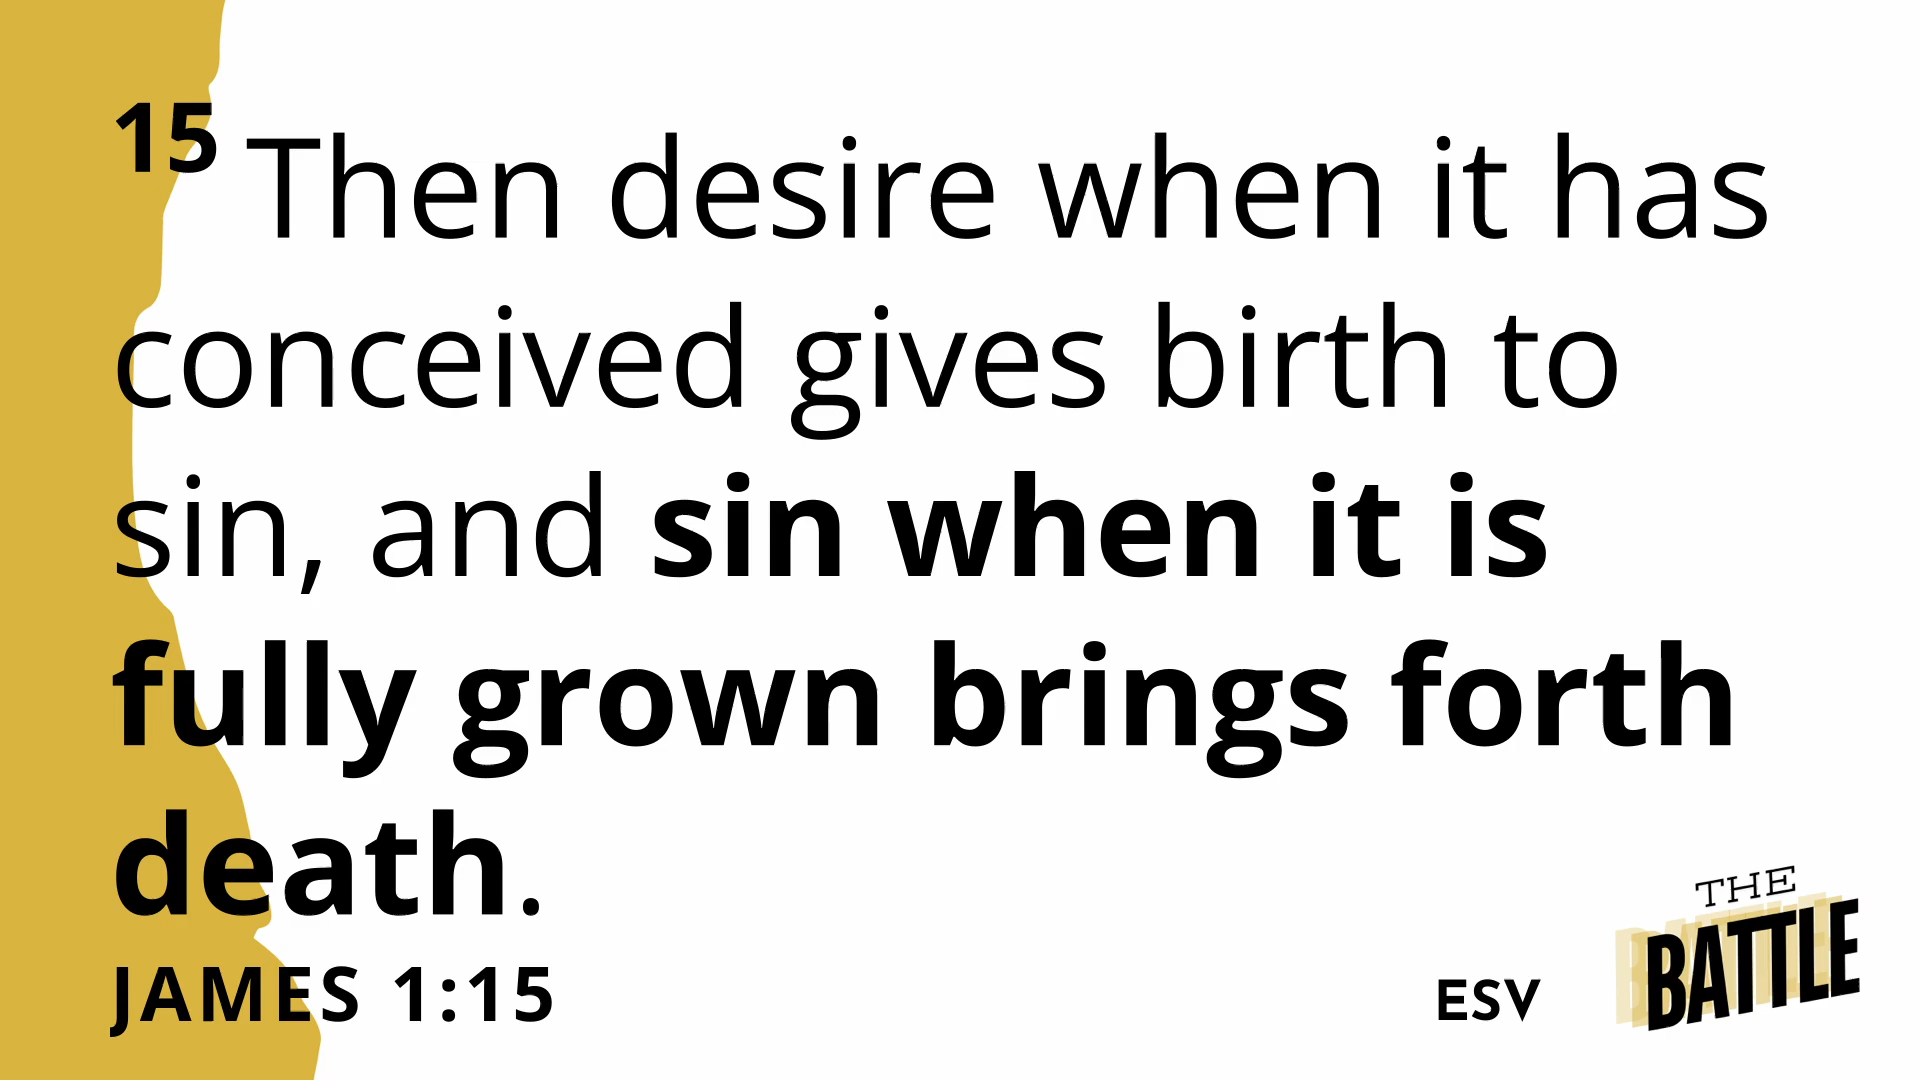 15 Then desire when it has
conceived gives birth to
sin, and sin when it is
fully grown brings forth
death.
JAMES 1:15
ESV
THE
BATTLE